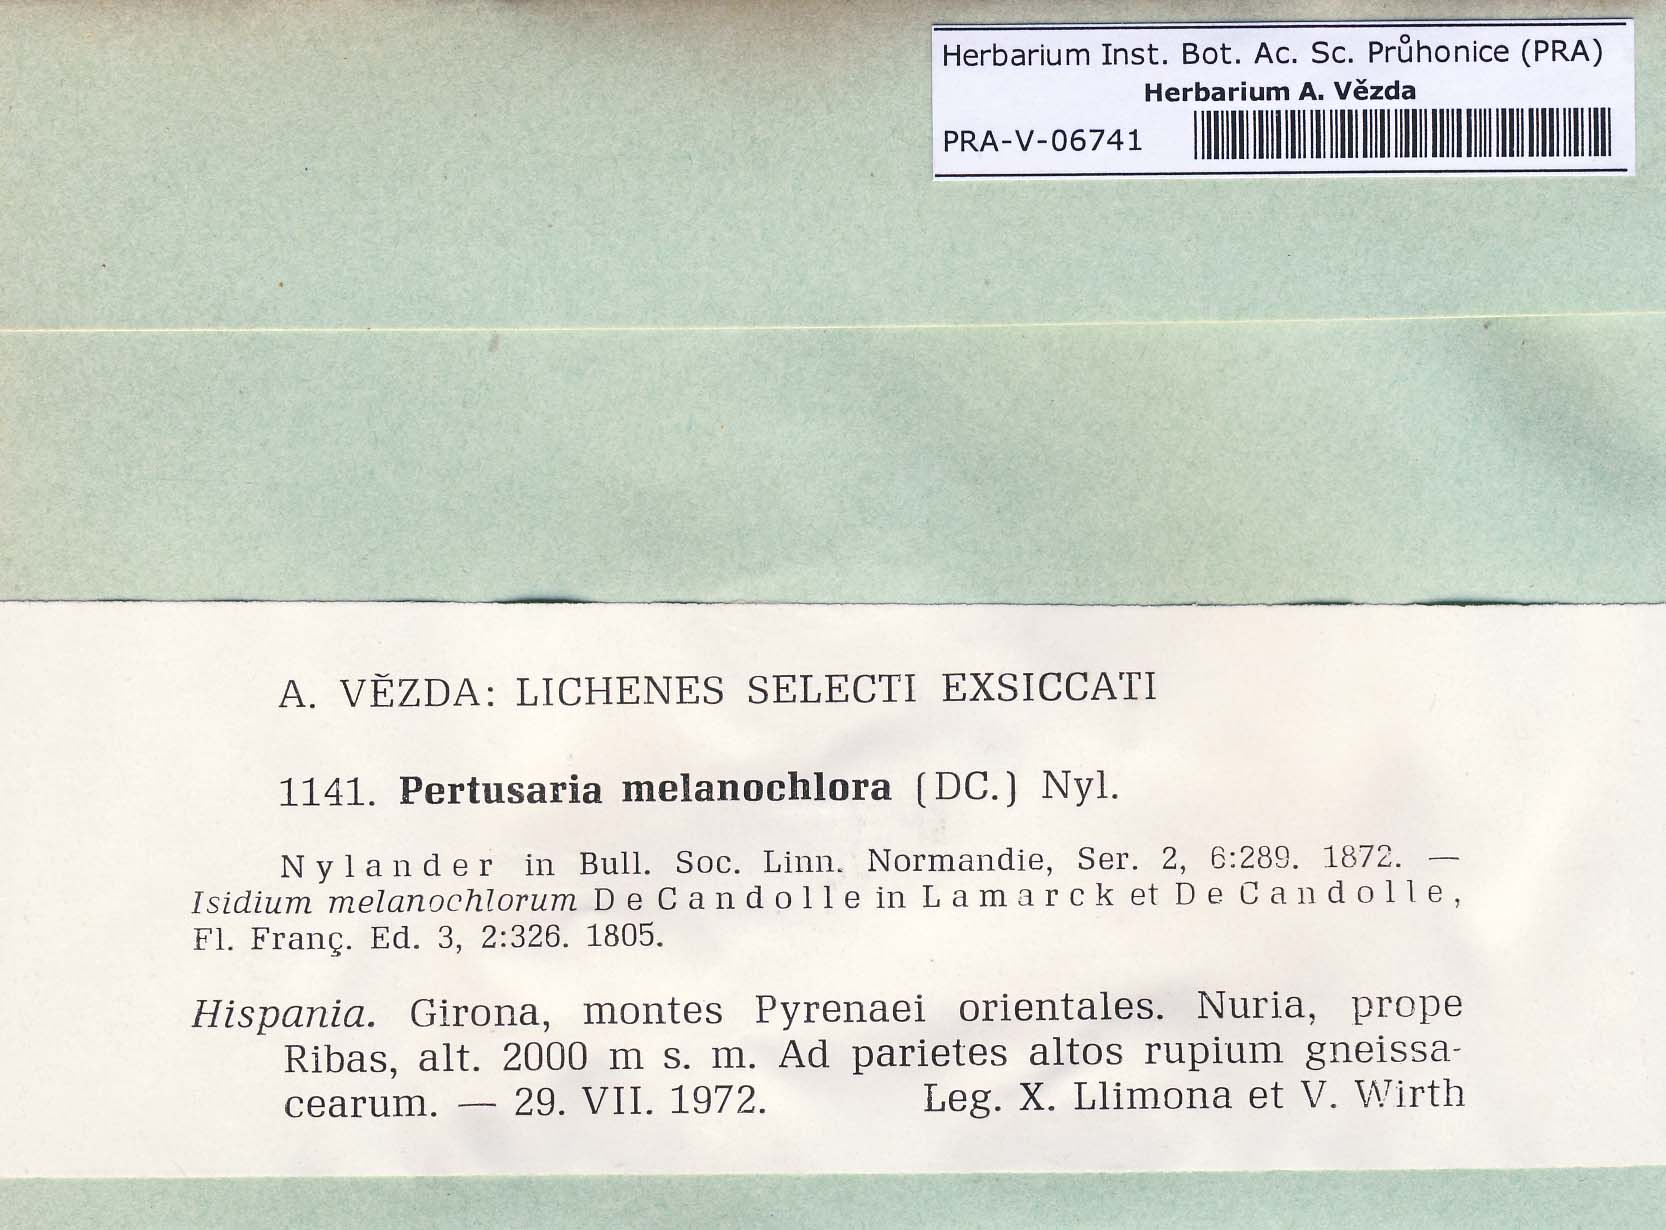 Herbarium Inst. Bot. Ac. Sc. Průhonice (PRA)
Herbarium A. Vězda
PRA-V-06741
A. VĚZDA: LICHENES SELECTI EXSICCATI
1141. Pertusaria melanochlora (DC.) Nyl.
Nylander in Bull. Soc. Linn. Normandie, Ser. 2, 6:289. 1872. —
Isidium melanochlorum De Candolle in Lamarck et De Candolle,
Fl. Franç. Ed. 3, 2:326. 1805.
Hispania. Girona, montes Pyrenaei orientales. Nuria, prope
Ribas, alt. 2000 m s. m. Ad parietes altos rupium gneissa-
cearum. — 29. VII. 1972. Leg. X. Llimona et V. Wirth